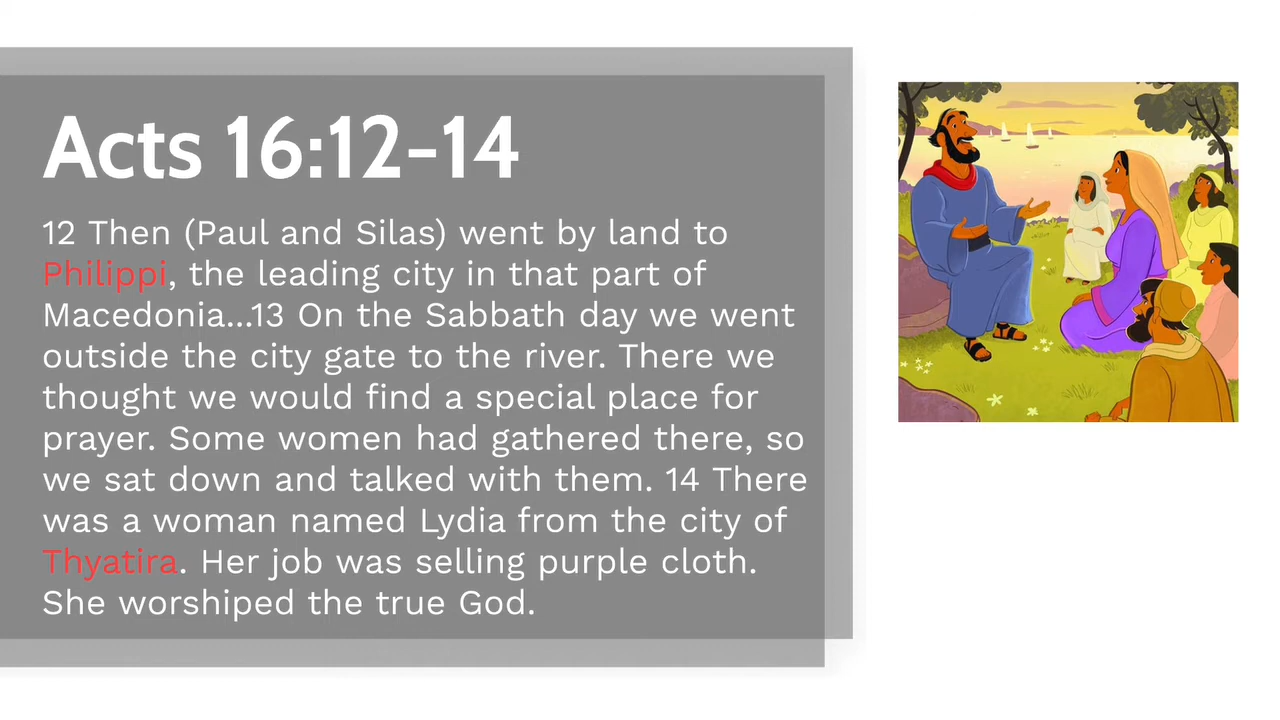 Acts 16:12-14
12 Then (Paul and Silas) went by land to
Philippi, the leading city in that part of
Macedonia...13 On the Sabbath day we went
outside the city gate to the river. There we
thought we would find a special place for
prayer. Some women had gathered there, so
we sat down and talked with them. 14 There
was a woman named Lydia from the city of
Thyatira. Her job was selling purple cloth.
She worshiped the true God.